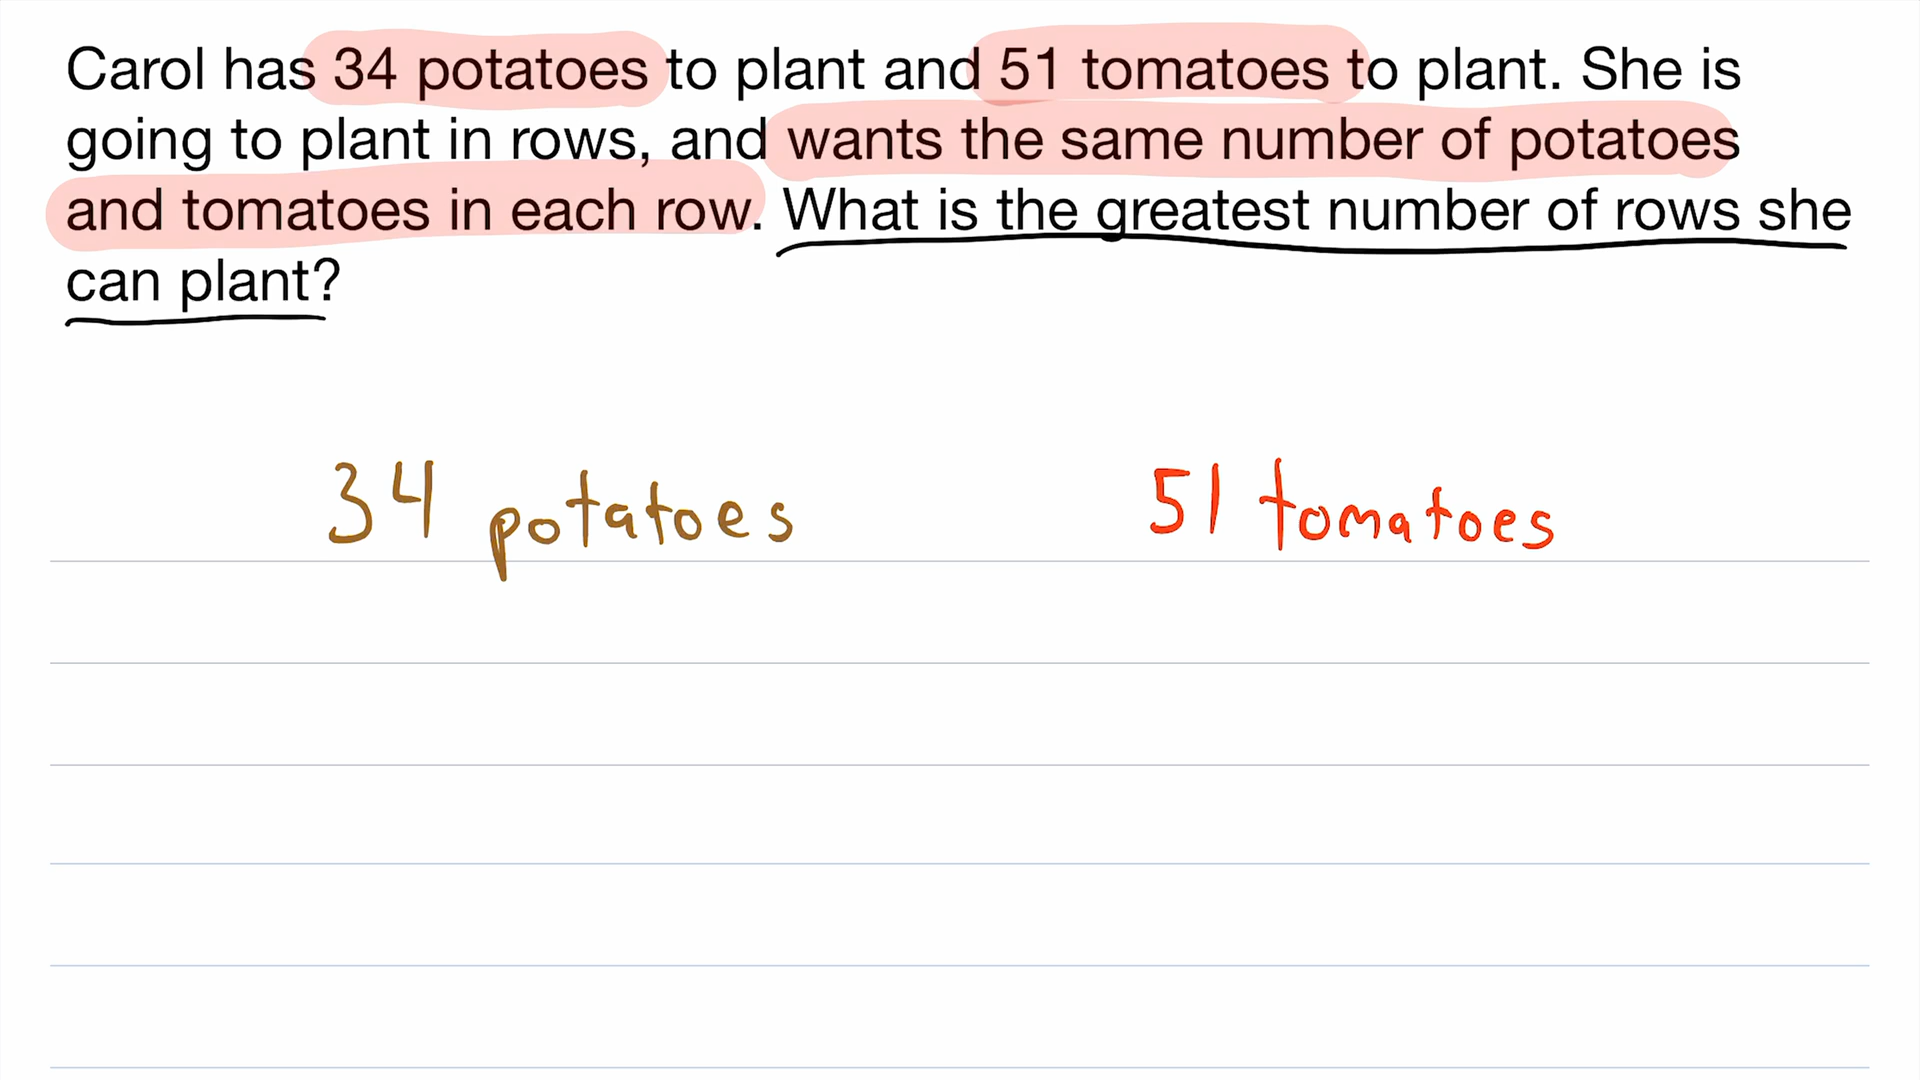 Carol has 34 potatoes to plant and 51 tomatoes to plant. She is
going to plant in rows, and wants the same number of potatoes
and tomatoes in each row. What is the greatest number of rows she
can plant?
34 potatoes
51 tomatoes